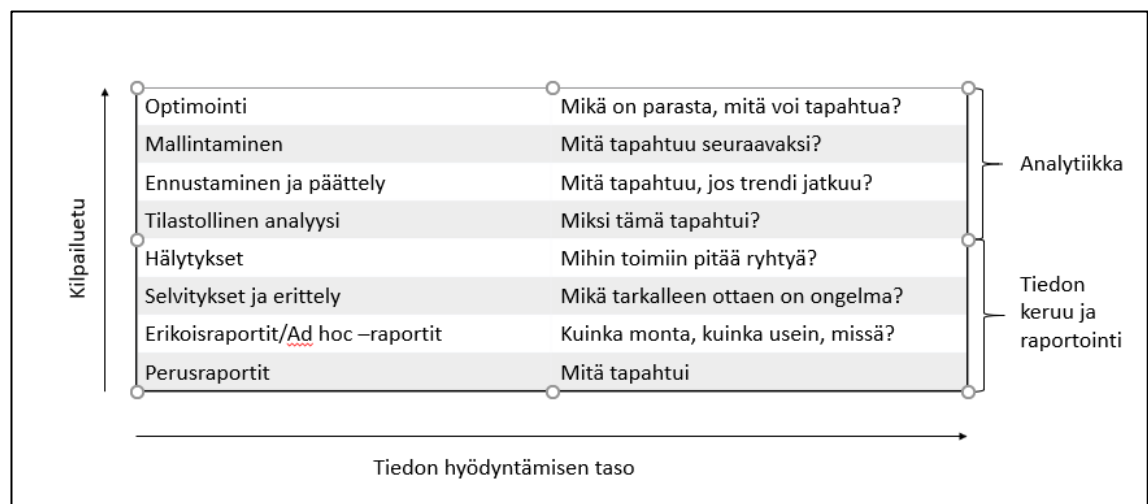 Optimointi Mikä on parasta, mitä voi tapahtua?
Mallintaminen Mitä tapahtuu seuraavaksi?
Ennustaminen ja päättely Mitä tapahtuu, jos trendi jatkuu?
Tilastollinen analyysi Miksi tämä tapahtui?
Hälytykset Mihin toimiin pitää ryhtyä?
Selvitykset ja erittely Mikä tarkalleen ottaen on ongelma?
Erikoisraportit/Ad hoc –raportit Kuinka monta, kuinka usein, missä?
Perusraportit Mitä tapahtui
Kilpailuetu
Analytiikka
Tiedon
keruu ja
raportointi
Tiedon hyödyntämisen taso